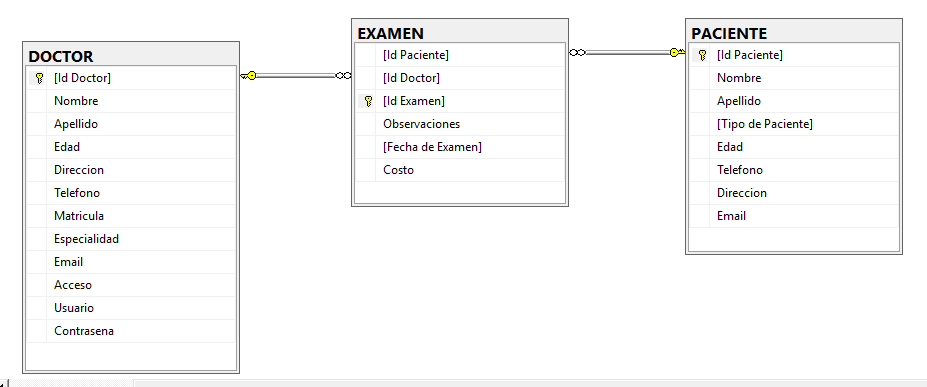 DOCTOR
[Id Doctor]
Nombre
Apellido
Edad
Direccion
Telefono
Matricula
Especialidad
Email
Acceso
Usuario
Contrasena
EXAMEN
[Id Paciente]
[Id Doctor]
[Id Examen]
Observaciones
[Fecha de Examen]
Costo
PACIENTE
[Id Paciente]
Nombre
Apellido
[Tipo de Paciente]
Edad
Telefono
Direccion
Email